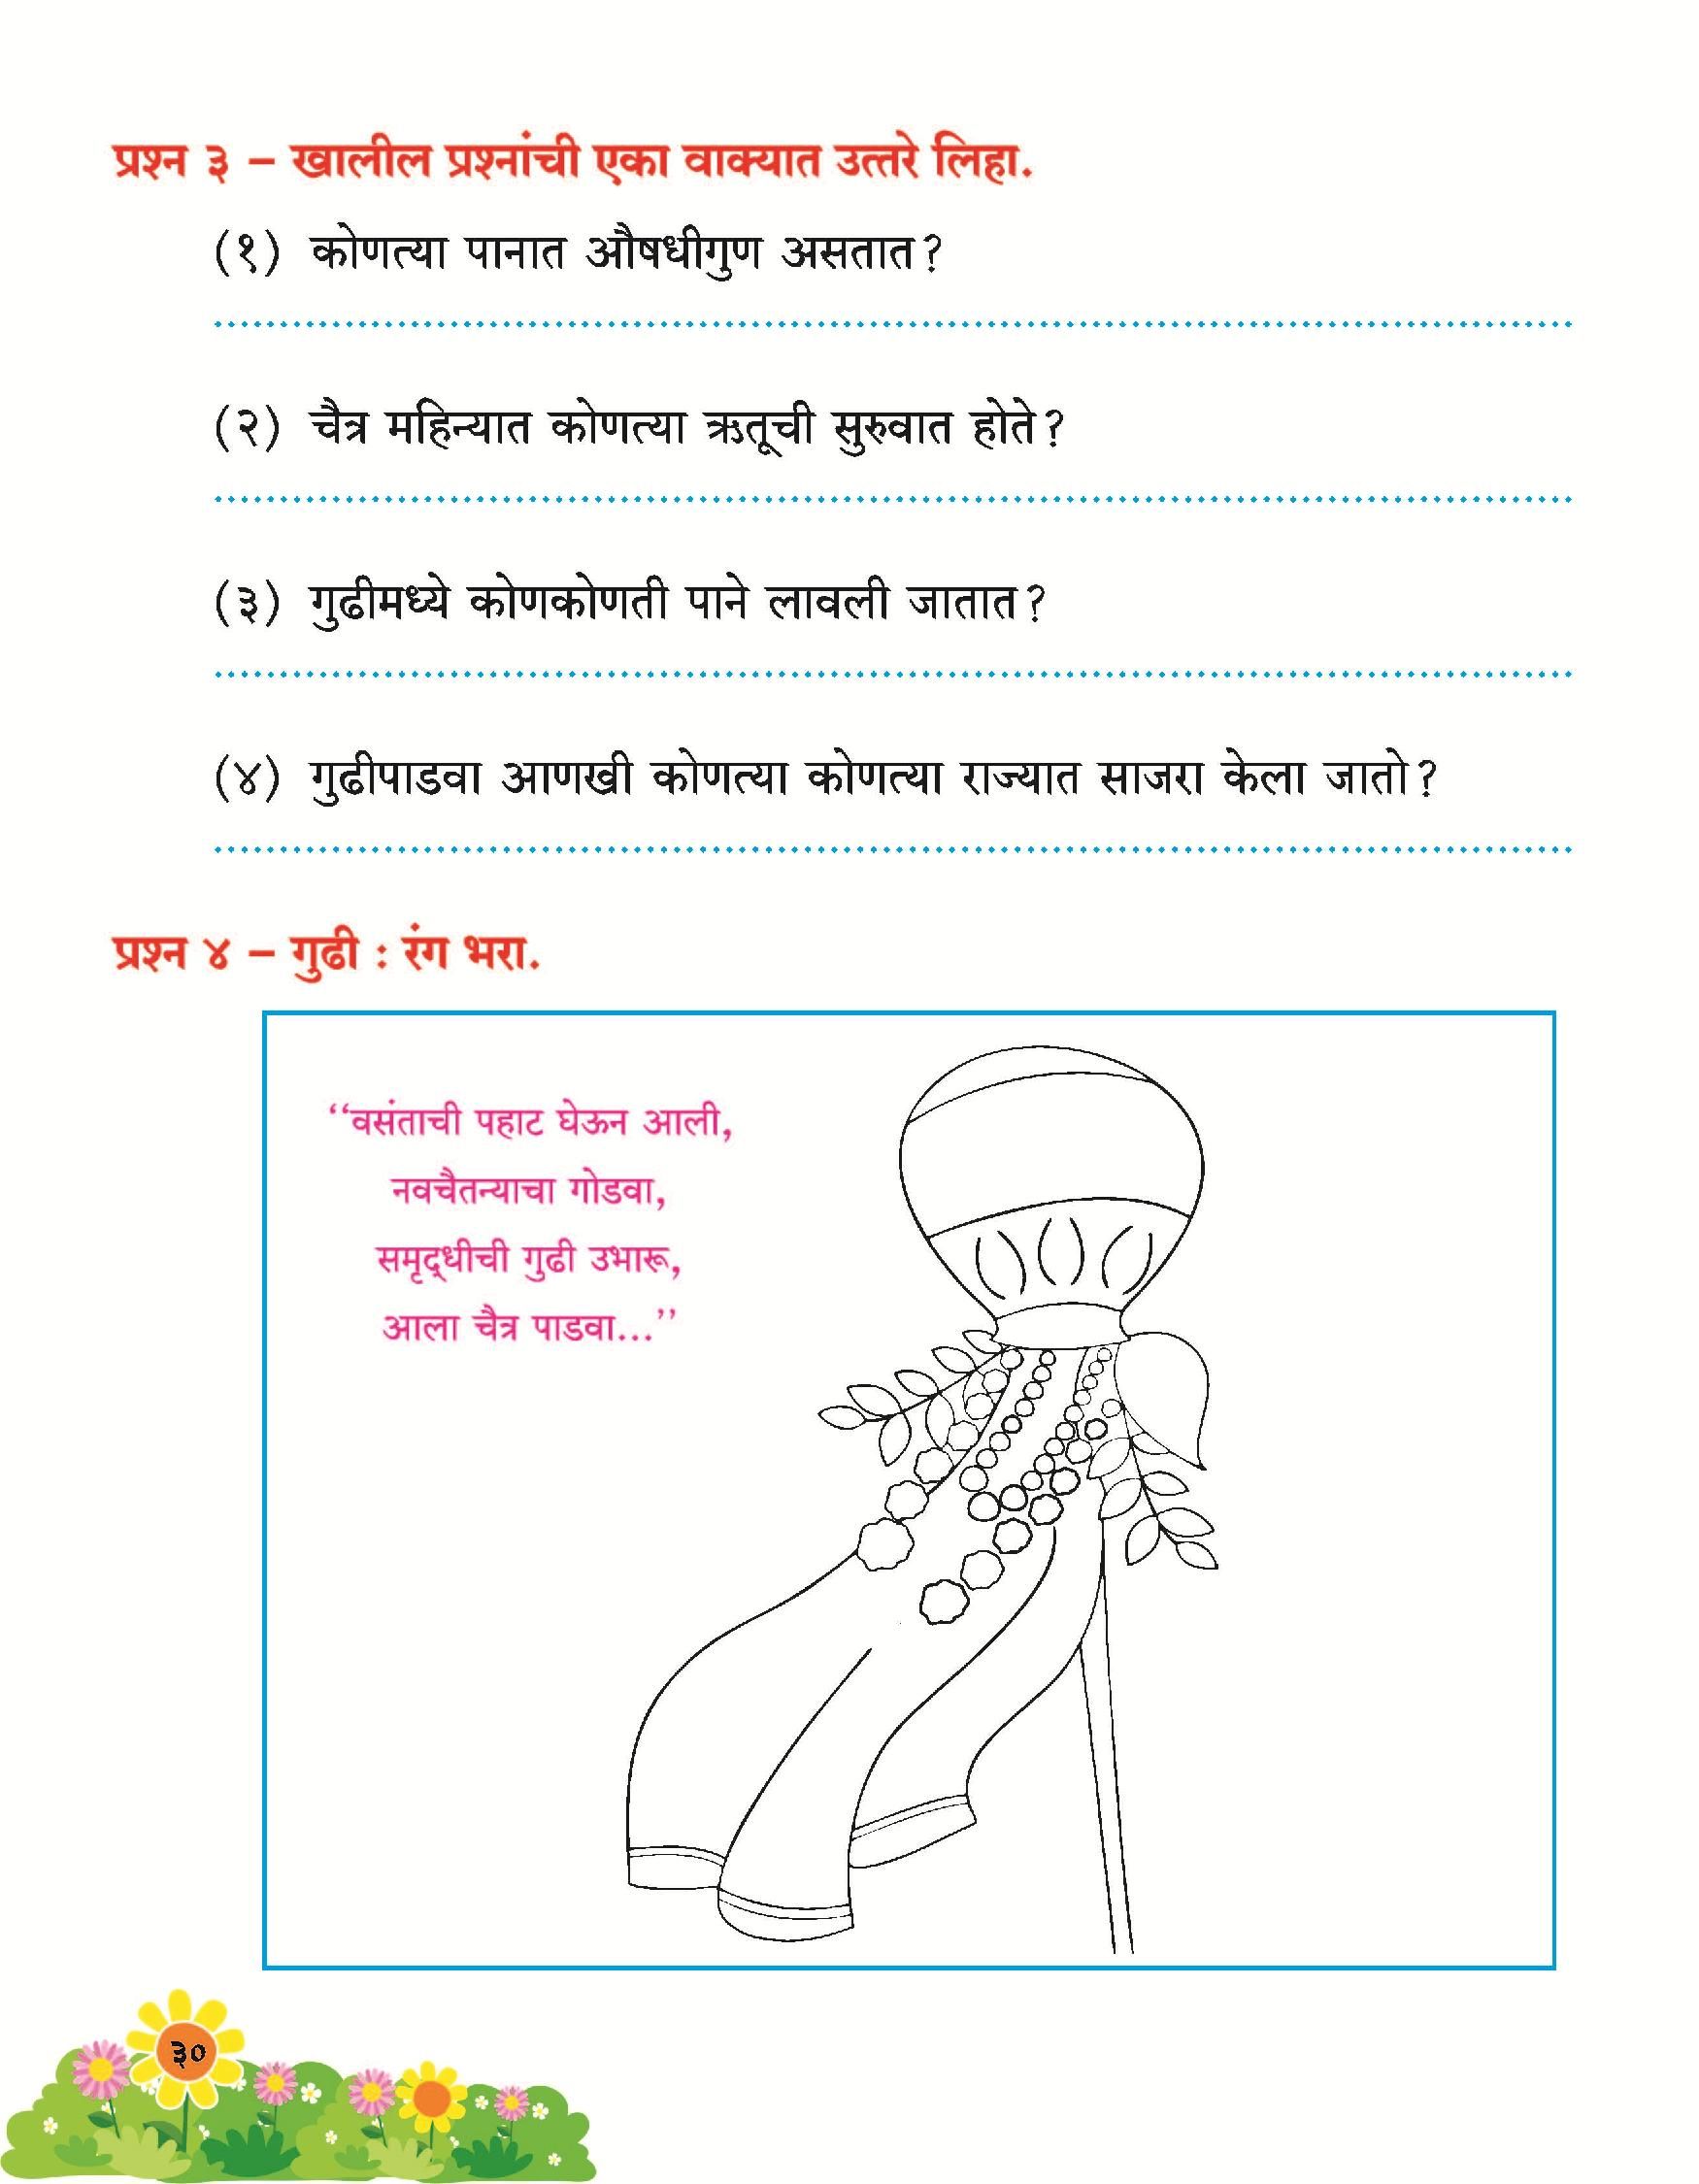 प्रश्न ३ – खालील प्रश्नांची एका वाक्यात उत्तरे लिहा.
(१) कोणत्या पानात औषधीगुण असतात?
(२) चैत्र महिन्यात कोणत्या ऋतूची सुरुवात होते?
(३) गुढीमध्ये कोणकोणती पाने लावली जातात?
(४) गुढीपाडवा आणखी कोणत्या कोणत्या राज्यात साजरा केला जातो?
प्रश्न ४ – गुढी : रंग भरा.
‘‘वसंताची पहाट घेऊन आली,
नवचैतन्याचा गोडवा,
समृद्‌धीची गुढी उभारू,
आला चैत्र पाडवा...’’
३०